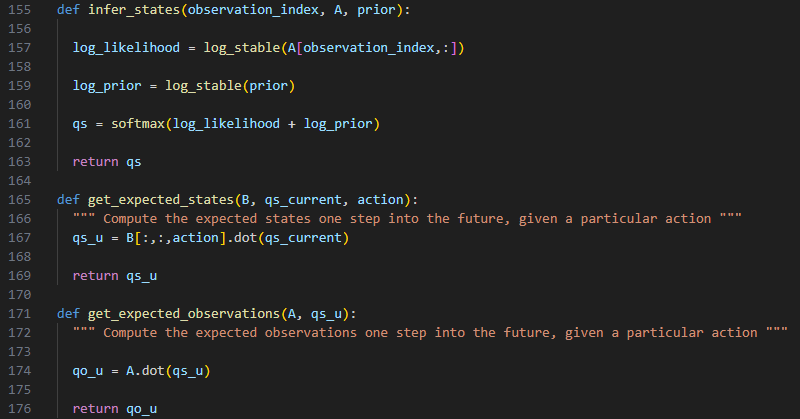 155 def infer_states(observation_index, A, prior):
156
157   log_likelihood = log_stable(A[observation_index,:])
158
159   log_prior = log_stable(prior)
160
161   qs = softmax(log_likelihood + log_prior)
162
163   return qs
164
165 def get_expected_states(B, qs_current, action):
166   """ Compute the expected states one step into the future, given a particular action """
167   qs_u = B[:,:,action].dot(qs_current)
168
169   return qs_u
170
171 def get_expected_observations(A, qs_u):
172   """ Compute the expected observations one step into the future, given a particular action """
173
174   qo_u = A.dot(qs_u)
175
176   return qo_u